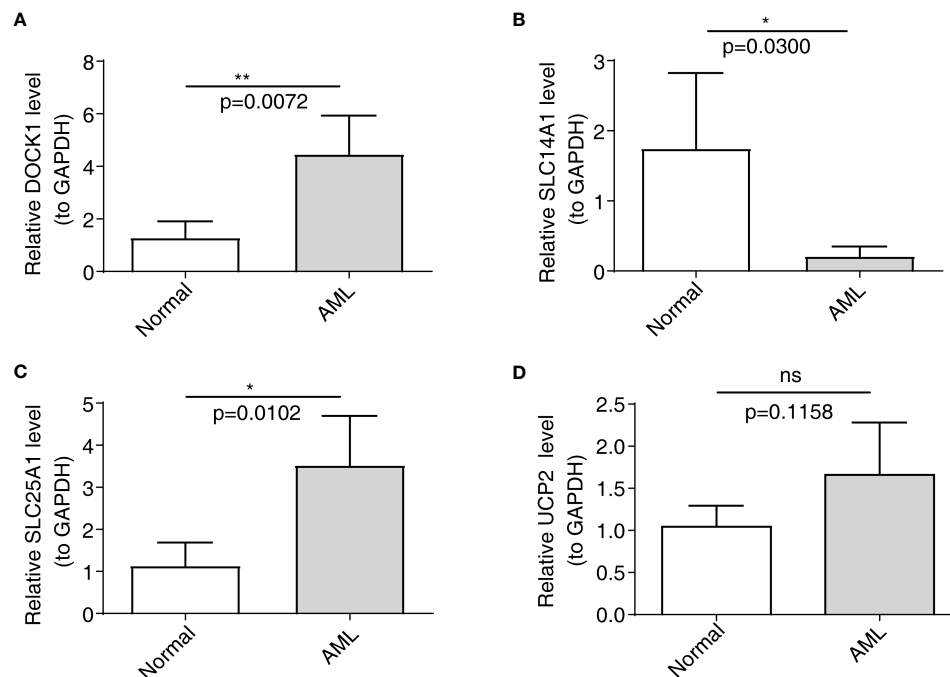 A
Relative DOCK1 level
(to GAPDH)
8
6
4
2
0
**
p=0.0072
Normal
AML
B
Relative SLC14A1 level
(to GAPDH)
3
2
1
0
*
p=0.0300
Normal
AML
C
Relative SLC25A1 level
(to GAPDH)
5
4
3
2
1
0
*
p=0.0102
Normal
AML
D
Relative UCP2 level
(to GAPDH)
2.5
2.0
1.5
1.0
0.5
0.0
ns
p=0.1158
Normal
AML